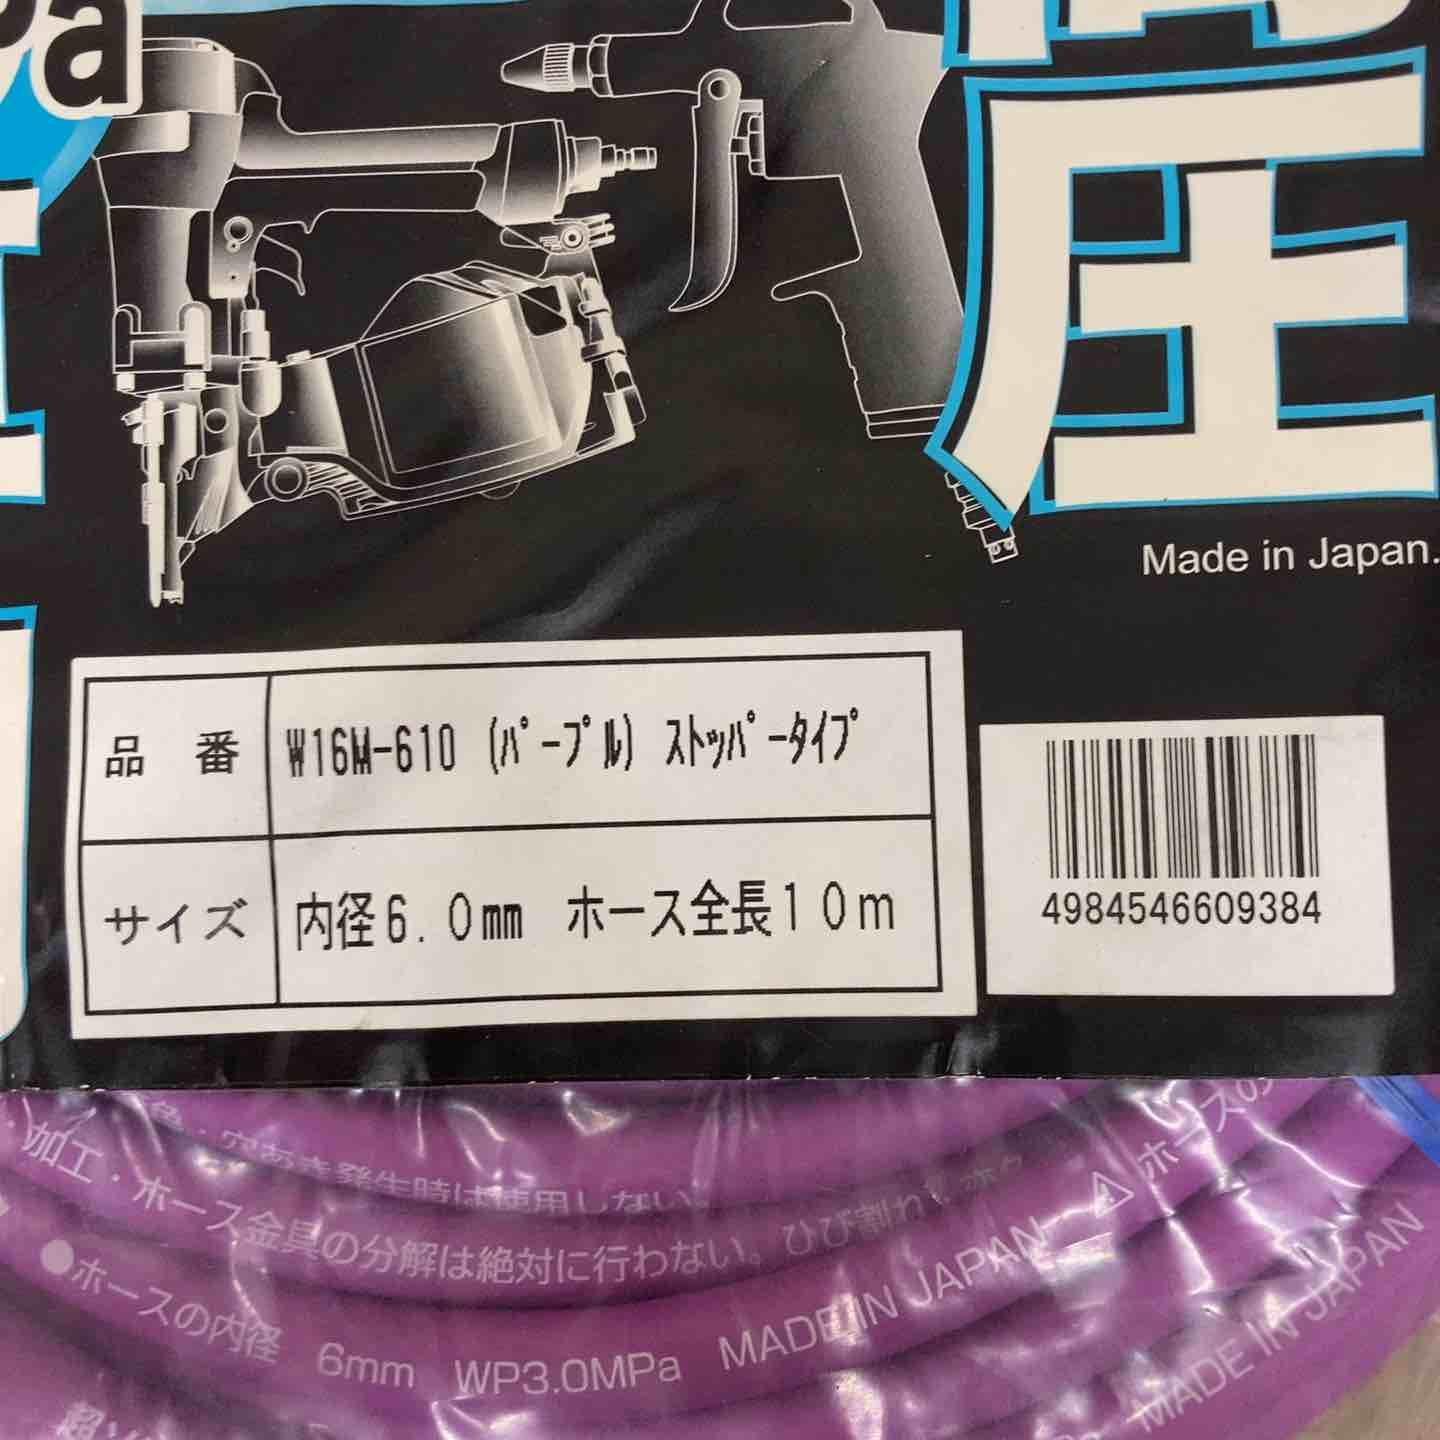 Pa
圧
Made in Japan.
品 番 W16M-610 (ﾊﾟｰﾌﾟﾙ) ｽﾄｯﾊﾟｰﾀｲﾌﾟ
サイズ 内径6.0mm ホース全長10m
4984546609384
穴あき発生時は使用しない。
加工・ホース金具の分解は絶対に行わない。ひび割れ
⚠ホースの
●ホースの内径 6mm WP3.0MPa MADE IN JAPAN
MADE IN JAPAN